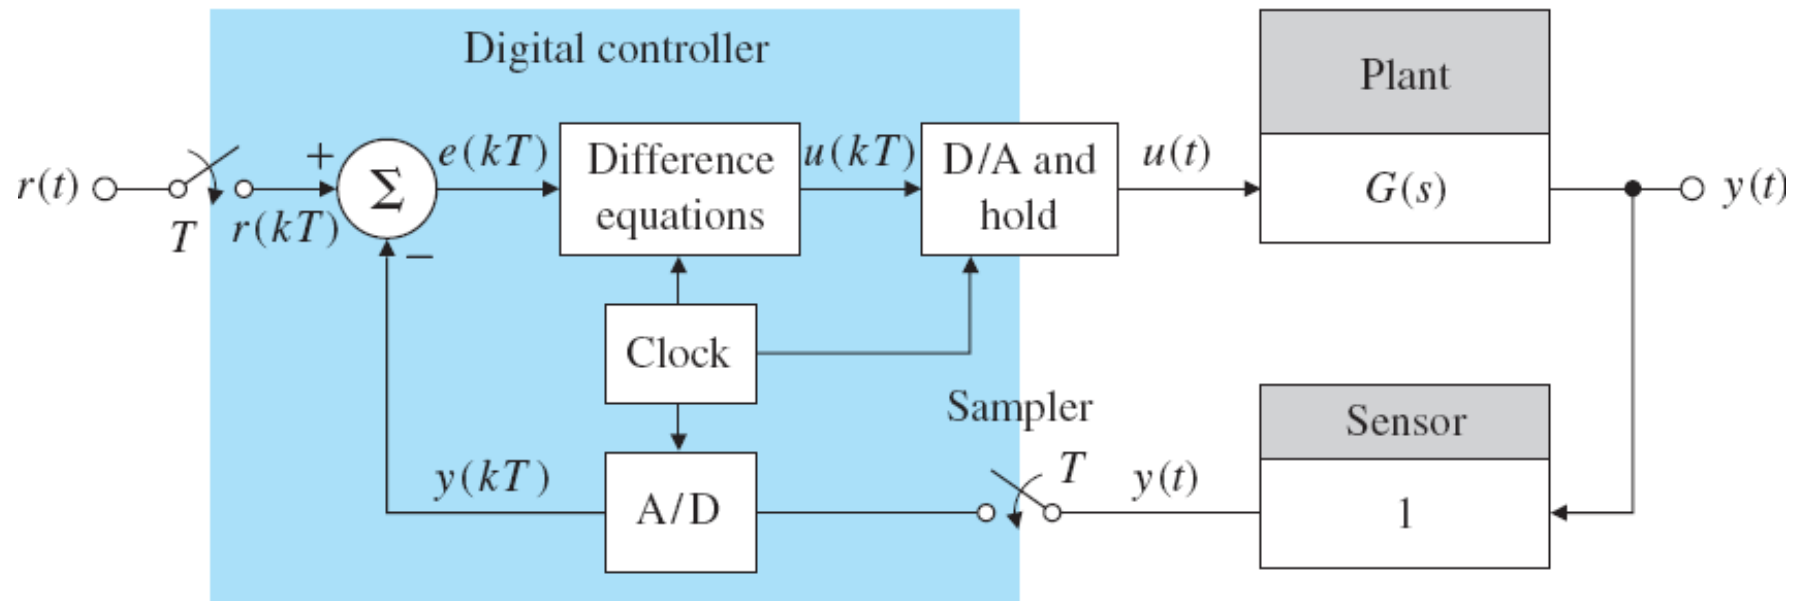 Digital controller
Plant
r(t)
T
r(kT)
+
Σ
−
e(kT)
Difference
equations
u(kT)
D/A and
hold
u(t)
G(s)
y(t)
Clock
Sampler
T
Sensor
1
y(t)
A/D
y(kT)